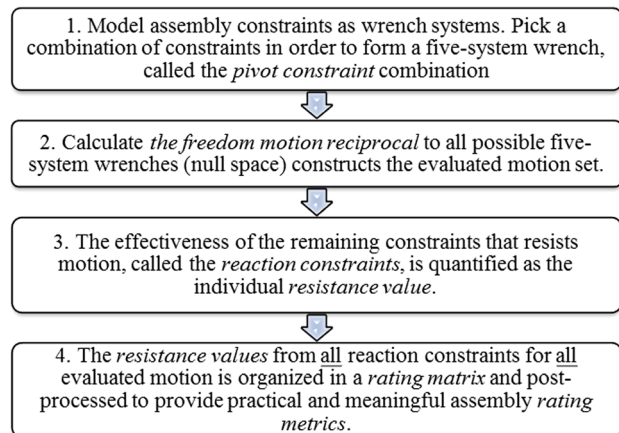 1. Model assembly constraints as wrench systems. Pick a
combination of constraints in order to form a five-system wrench,
called the pivot constraint combination
2. Calculate the freedom motion reciprocal to all possible five-
system wrenches (null space) constructs the evaluated motion set.
3. The effectiveness of the remaining constraints that resists
motion, called the reaction constraints, is quantified as the
individual resistance value.
4. The resistance values from all reaction constraints for all
evaluated motion is organized in a rating matrix and post-
processed to provide practical and meaningful assembly rating
metrics.